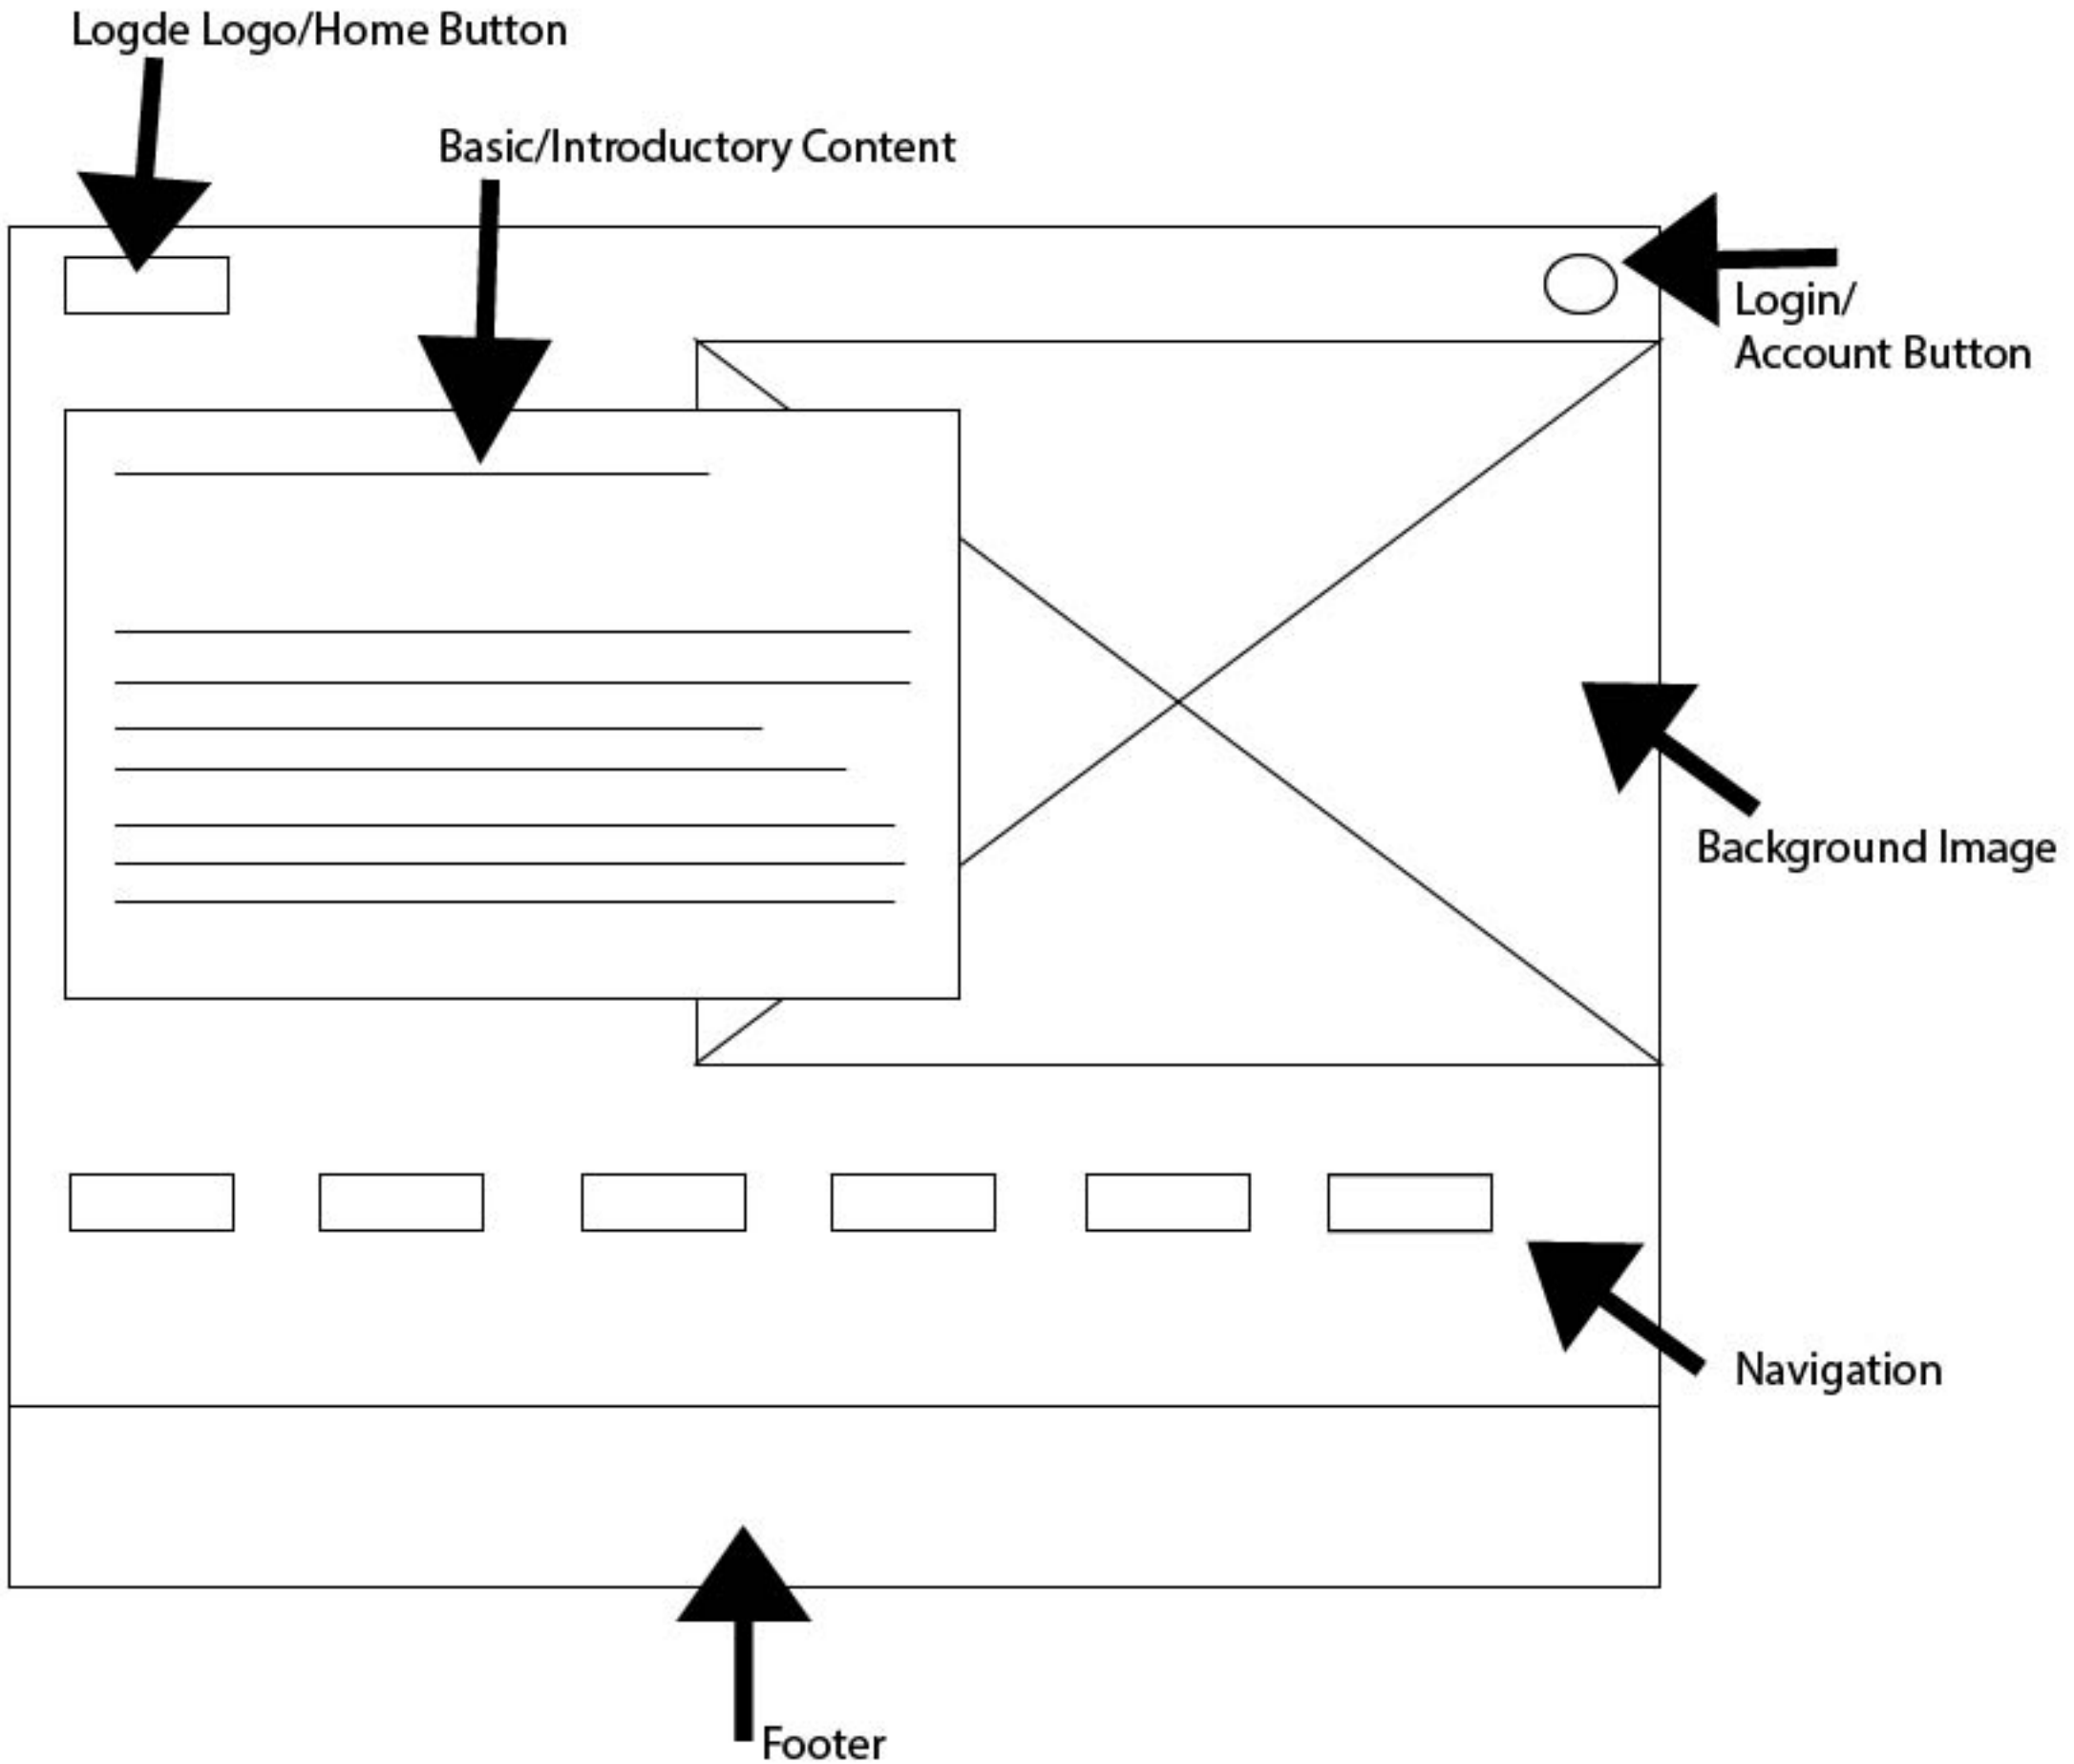 Logde Logo/Home Button
Basic/Introductory Content
Login/
Account Button
Background Image
Navigation
Footer